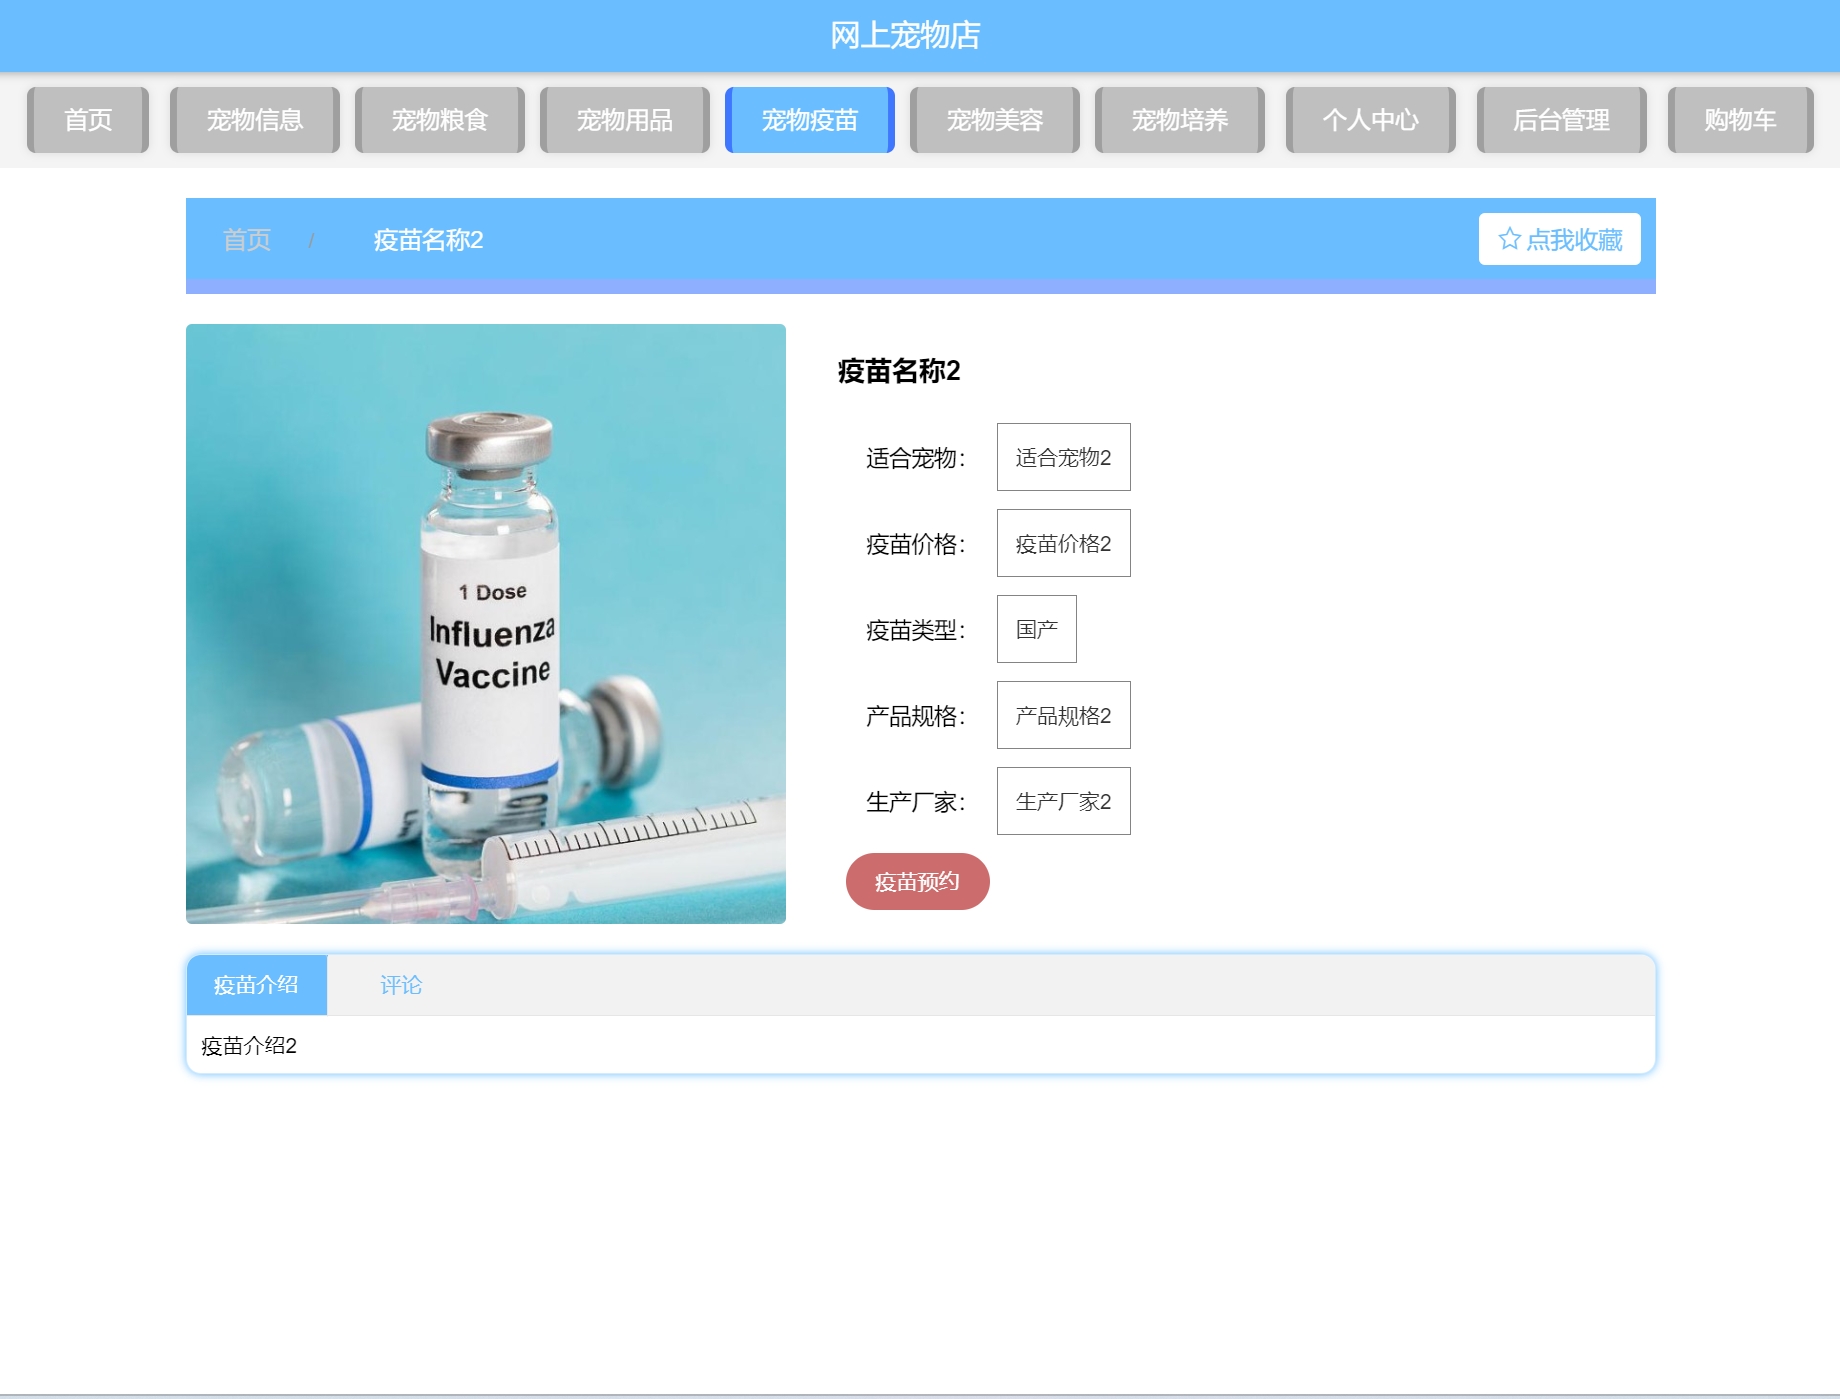 网上宠物店
首页 宠物信息 宠物粮食 宠物用品 宠物疫苗 宠物美容 宠物培养 个人中心 后台管理 购物车
首页 / 疫苗名称2 ☆ 点我收藏
1 Dose
Influenza
Vaccine
疫苗名称2
适合宠物： 适合宠物2
疫苗价格： 疫苗价格2
疫苗类型： 国产
产品规格： 产品规格2
生产厂家： 生产厂家2
疫苗预约
疫苗介绍 评论
疫苗介绍2